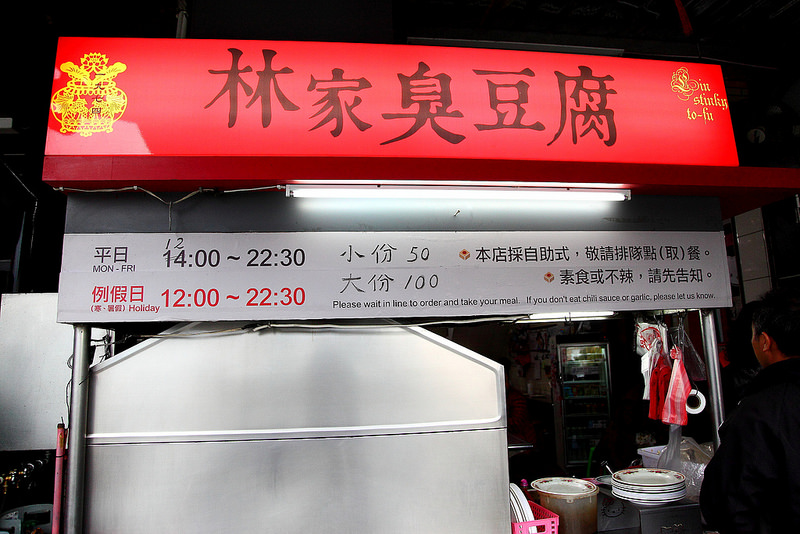 林家臭豆腐
Lin
stinky
to-fu
平日
MON - FRI
12
14:00 ~ 22:30
小份 50
本店採自助式，敬請排隊點(取)餐。
大份 100
素食或不辣，請先告知。
例假日
(寒、暑假) Holiday
12:00 ~ 22:30
Please wait in line to order and take your meal. If you don't eat chili sauce or garlic, please let us know.